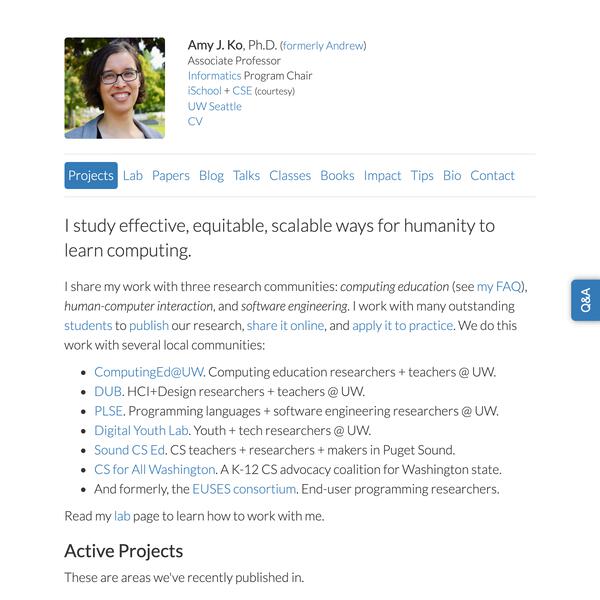 Amy J. Ko, Ph.D. (formerly Andrew)
Associate Professor
Informatics Program Chair
iSchool + CSE (courtesy)
UW Seattle
CV
Projects Lab Papers Blog Talks Classes Books Impact Tips Bio Contact
I study effective, equitable, scalable ways for humanity to
learn computing.
I share my work with three research communities: computing education (see my FAQ),
human-computer interaction, and software engineering. I work with many outstanding
students to publish our research, share it online, and apply it to practice. We do this
work with several local communities:
• ComputingEd@UW. Computing education researchers + teachers @ UW.
• DUB. HCI+Design researchers + teachers @ UW.
• PLSE. Programming languages + software engineering researchers @ UW.
• Digital Youth Lab. Youth + tech researchers @ UW.
• Sound CS Ed. CS teachers + researchers + makers in Puget Sound.
• CS for All Washington. A K-12 CS advocacy coalition for Washington state.
• And formerly, the EUSES consortium. End-user programming researchers.
Read my lab page to learn how to work with me.
Active Projects
These are areas we've recently published in.
Q&A